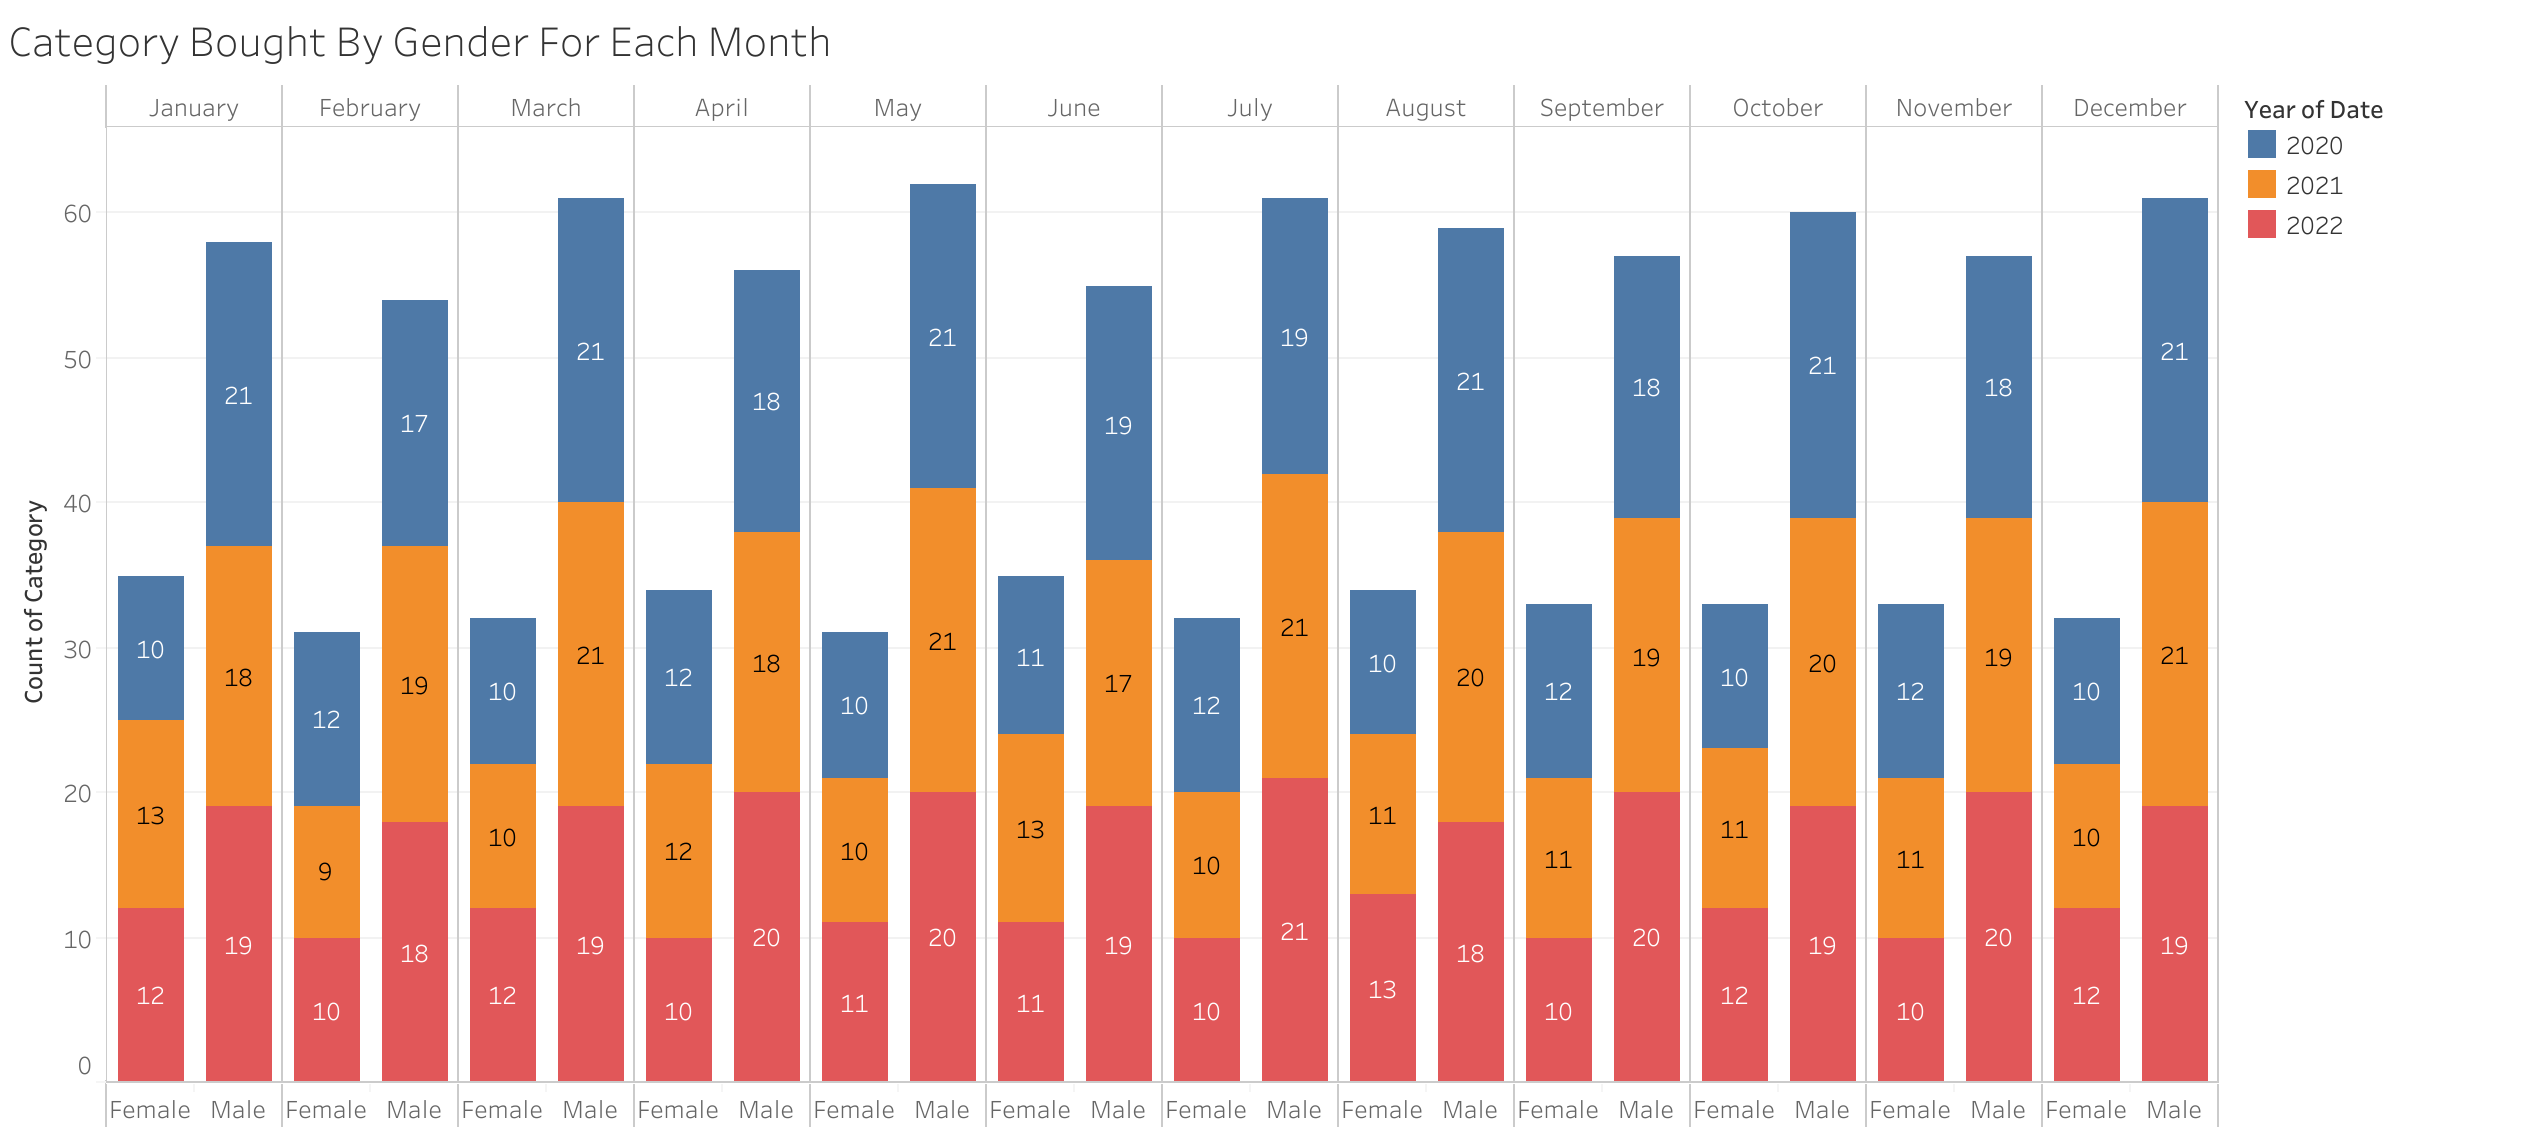 Category Bought By Gender For Each Month
January February March April May June July August September October November December
Year of Date
2020
2021
2022
Count of Category
60
50
40
30
20
10
0
21 17 21 18 21 19 19 21 18 21 18 21
10 12 10 12 10 11 12 10 12 10 12 10
18 19 21 18 21 17 21 20 19 20 19 21
13 9 10 12 10 13 10 11 11 11 11 10
19 18 19 20 20 19 21 18 20 19 20 19
12 10 12 10 11 11 10 13 10 12 10 12
Female Male Female Male Female Male Female Male Female Male Female Male Female Male Female Male Female Male Female Male Female Male Female Male